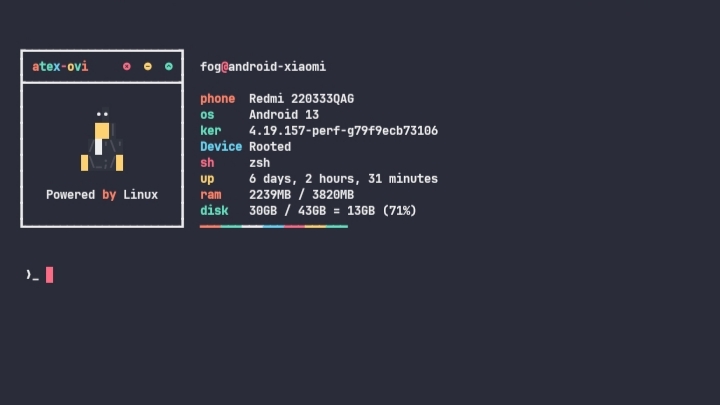 atex-ovi
fog@android-xiaomi
phone Redmi 220333QAG
os Android 13
ker 4.19.157-perf-g79f9ecb73106
Device Rooted
sh zsh
up 6 days, 2 hours, 31 minutes
ram 2239MB / 3820MB
disk 30GB / 43GB = 13GB (71%)
Powered by Linux
❯_